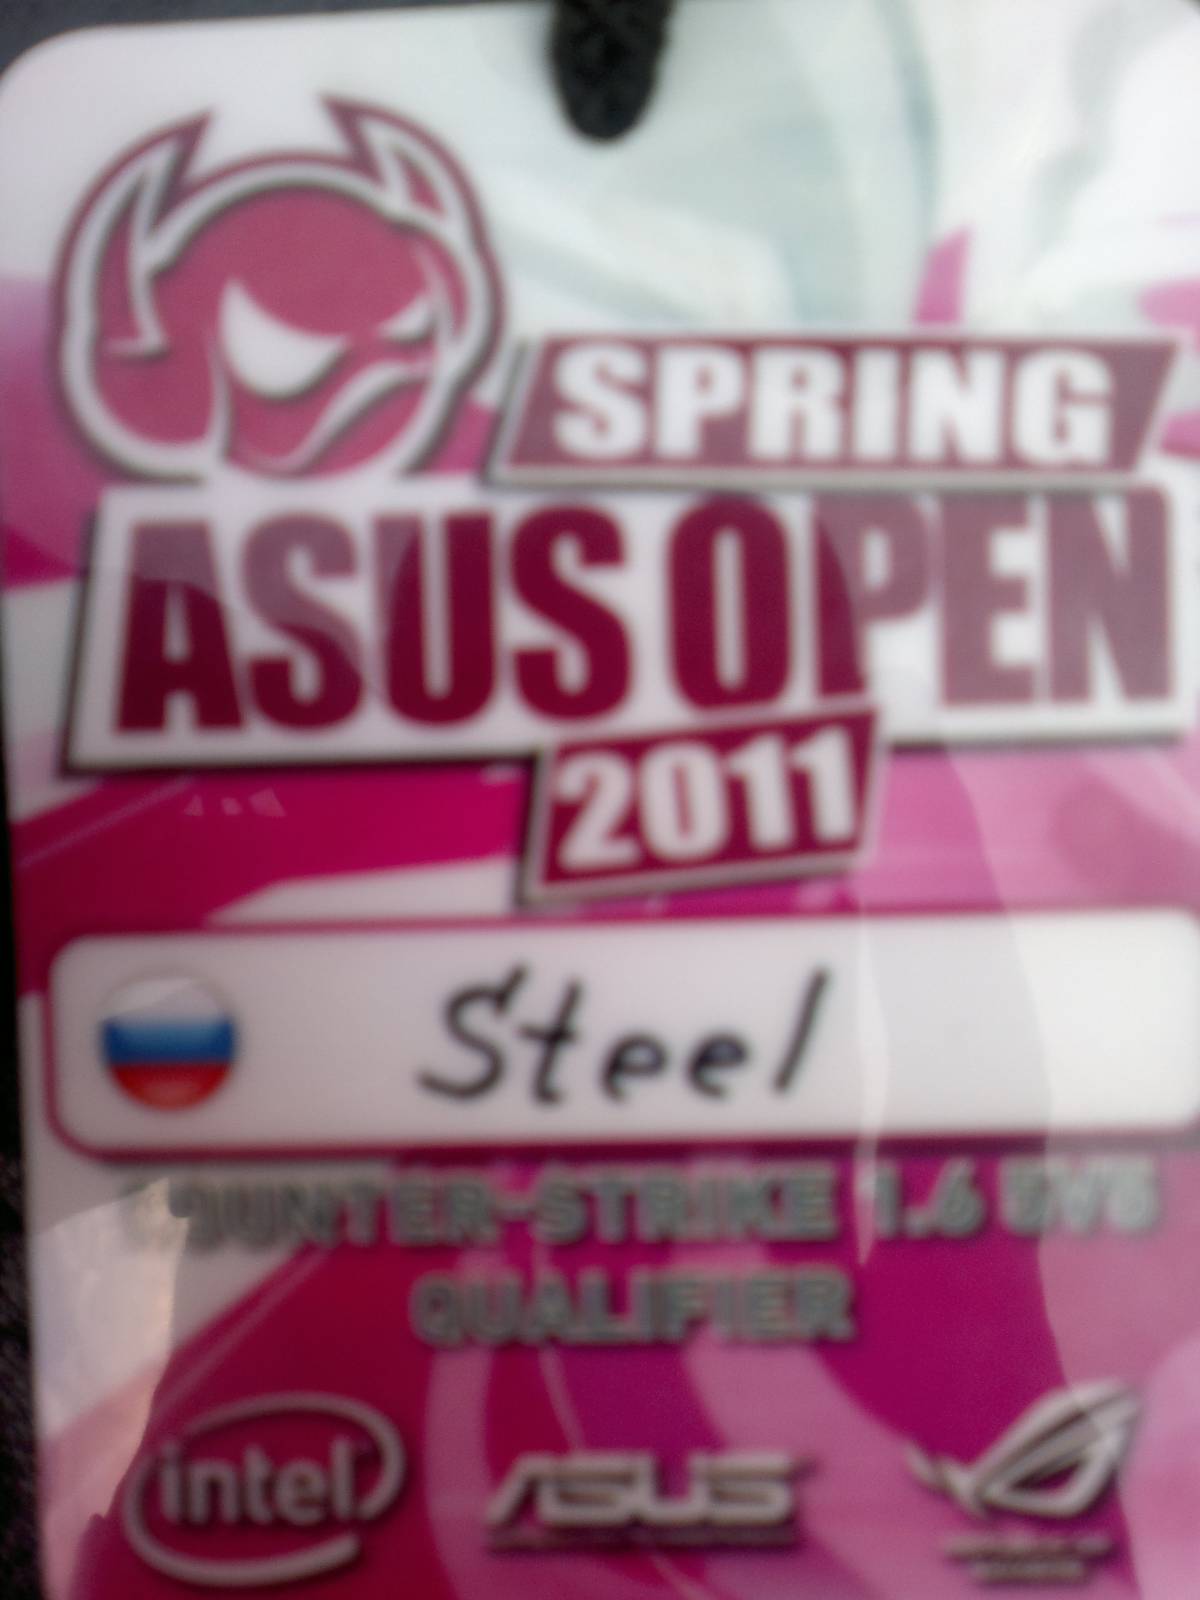 SPRING
ASUS OPEN
2011
Steel
COUNTER-STRIKE 1.6 5V5
QUALIFIER
intel ASUS